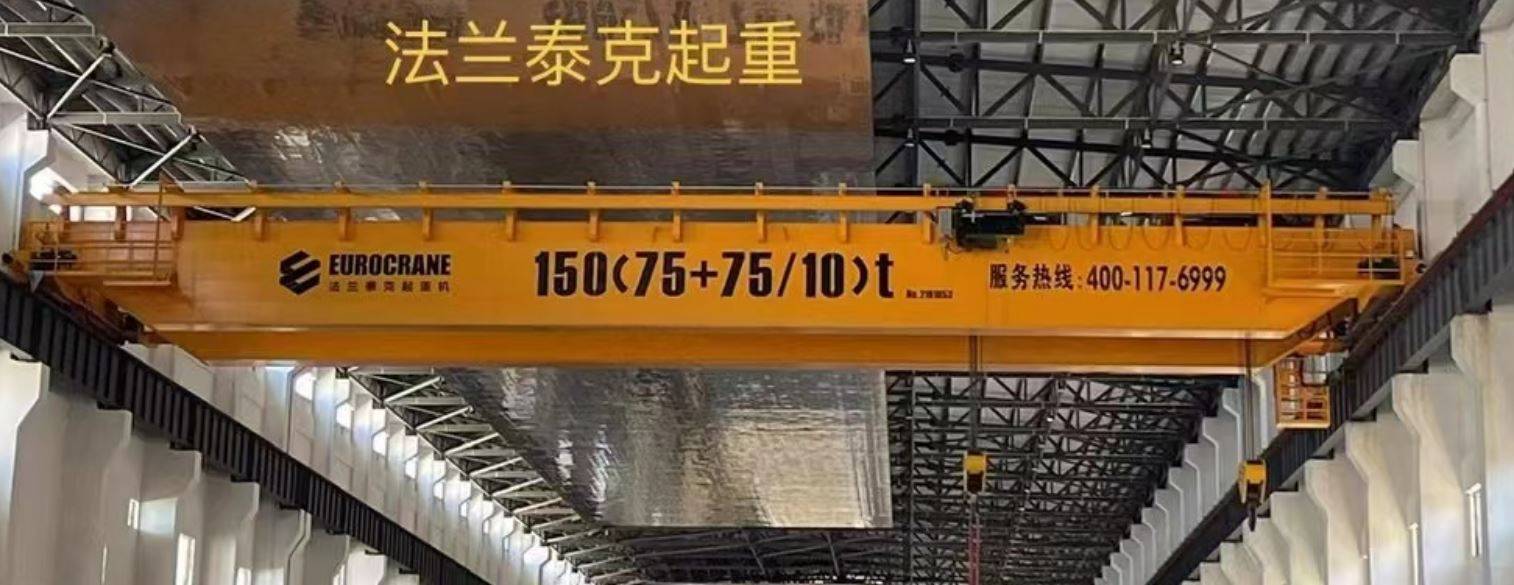 法兰泰克起重
EUROCRANE
法兰泰克起重机
150(75+75/10)t
服务热线:400-117-6999